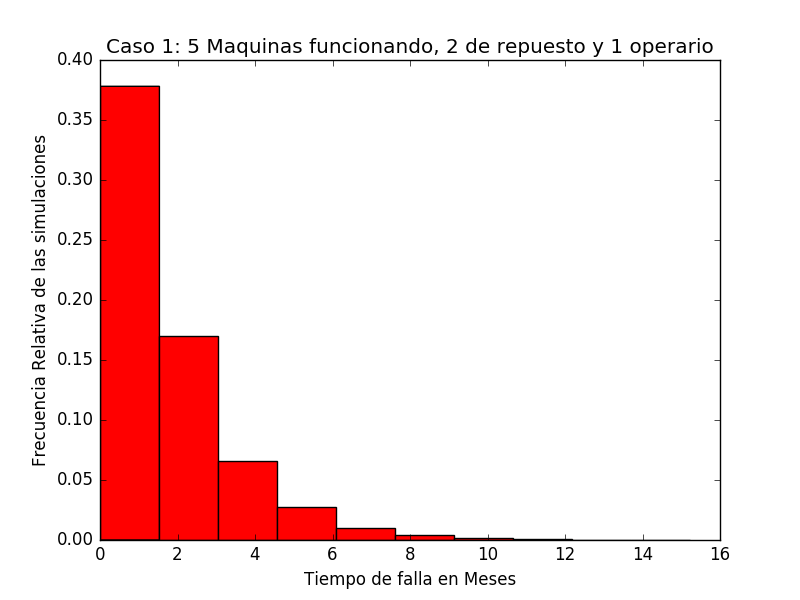 Caso 1: 5 Maquinas funcionando, 2 de repuesto y 1 operario
0.40
0.35
0.30
0.25
0.20
0.15
0.10
0.05
0.00
Frecuencia Relativa de las simulaciones
0 2 4 6 8 10 12 14 16
Tiempo de falla en Meses